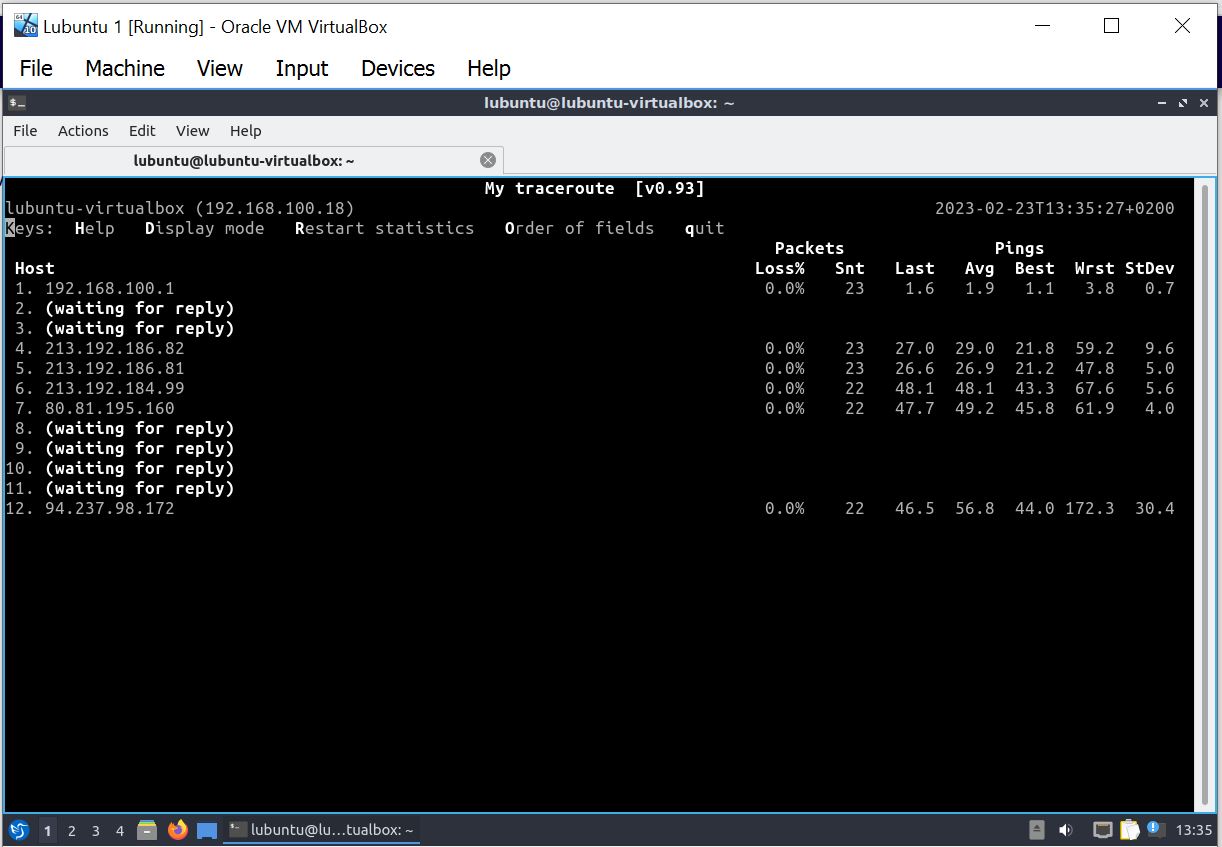 Lubuntu 1 [Running] - Oracle VM VirtualBox
File Machine View Input Devices Help
lubuntu@lubuntu-virtualbox: ~
File Actions Edit View Help
lubuntu@lubuntu-virtualbox: ~
My traceroute [v0.93]
lubuntu-virtualbox (192.168.100.18) 2023-02-23T13:35:27+0200
Keys: Help Display mode Restart statistics Order of fields quit
Packets Pings
Host Loss% Snt Last Avg Best Wrst StDev
1. 192.168.100.1 0.0% 23 1.6 1.9 1.1 3.8 0.7
2. (waiting for reply)
3. (waiting for reply)
4. 213.192.186.82 0.0% 23 27.0 29.0 21.8 59.2 9.6
5. 213.192.186.81 0.0% 23 26.6 26.9 21.2 47.8 5.0
6. 213.192.184.99 0.0% 22 48.1 48.1 43.3 67.6 5.6
7. 80.81.195.160 0.0% 22 47.7 49.2 45.8 61.9 4.0
8. (waiting for reply)
9. (waiting for reply)
10. (waiting for reply)
11. (waiting for reply)
12. 94.237.98.172 0.0% 22 46.5 56.8 44.0 172.3 30.4
1 2 3 4 lubuntu@lu...tualbox: ~ 13:35